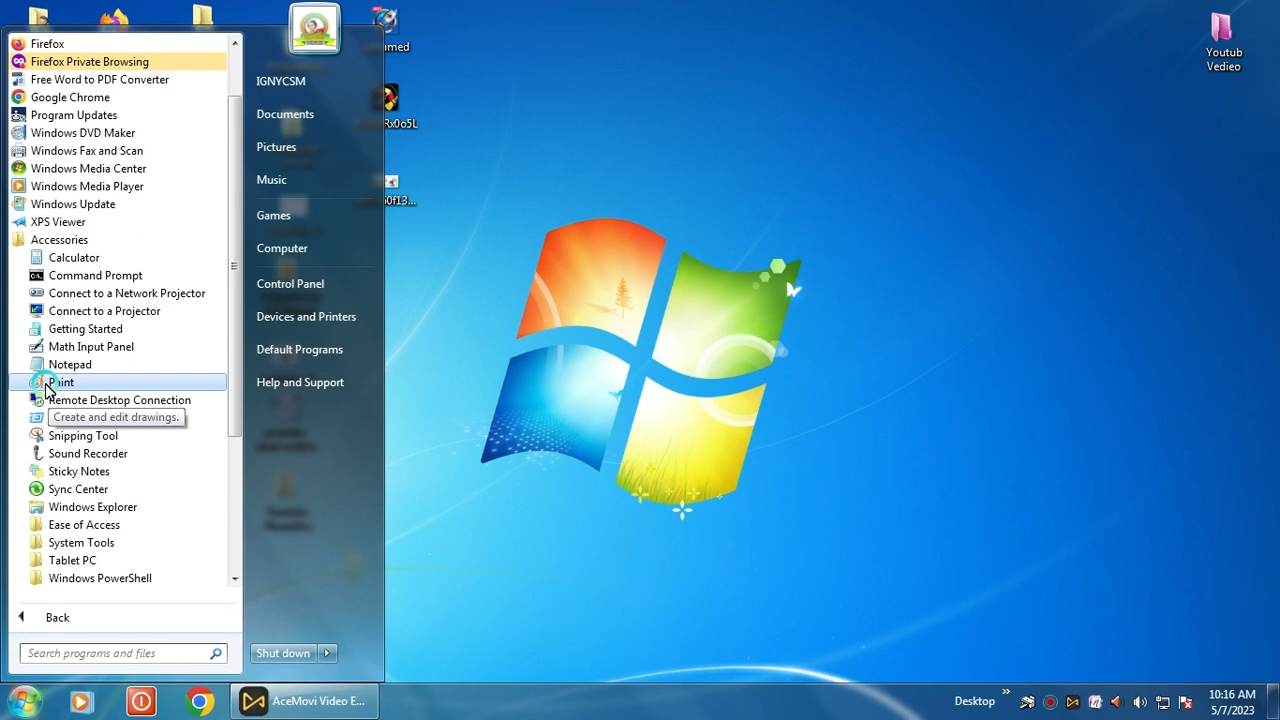 Firefox
Firefox Private Browsing
Free Word to PDF Converter
Google Chrome
Program Updates
Windows DVD Maker
Windows Fax and Scan
Windows Media Center
Windows Media Player
Windows Update
XPS Viewer
Accessories
Calculator
Command Prompt
Connect to a Network Projector
Connect to a Projector
Getting Started
Math Input Panel
Notepad
Paint
Remote Desktop Connection
Create and edit drawings.
Snipping Tool
Sound Recorder
Sticky Notes
Sync Center
Windows Explorer
Ease of Access
System Tools
Tablet PC
Windows PowerShell
Back
Search programs and files
IGNYCSM
Documents
Pictures
Music
Games
Computer
Control Panel
Devices and Printers
Default Programs
Help and Support
Shut down
Youtub
Vedieo
AceMovi Video E...
Desktop
10:16 AM
5/7/2023